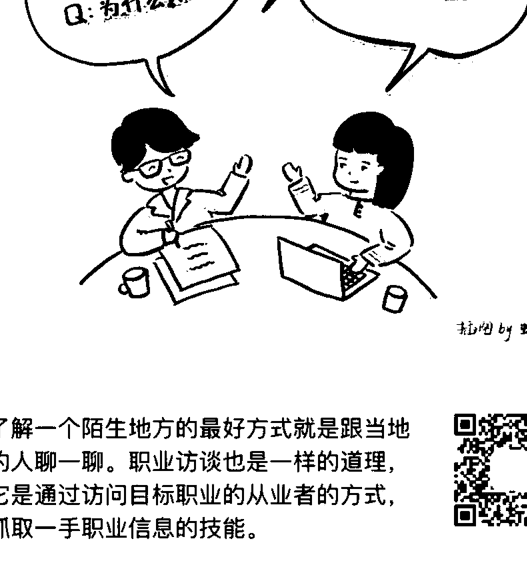 Q: 为什么
插图 by
了解一个陌生地方的最好方式就是跟当地
的人聊一聊。职业访谈也是一样的道理，
它是通过访问目标职业的从业者的方式，
抓取一手职业信息的技能。